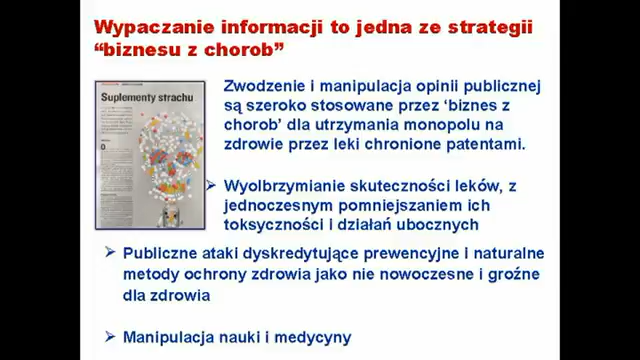 Wypaczanie informacji to jedna ze strategii
“biznesu z chorob”
Suplementy strachu
Zwodzenie i manipulacja opinii publicznej
są szeroko stosowane przez ‘biznes z
chorob’ dla utrzymania monopolu na
zdrowie przez leki chronione patentami.
Wyolbrzymianie skuteczności leków, z
jednoczesnym pomniejszaniem ich
toksyczności i działań ubocznych
Publiczne ataki dyskredytujące prewencyjne i naturalne
metody ochrony zdrowia jako nie nowoczesne i groźne
dla zdrowia
Manipulacja nauki i medycyny